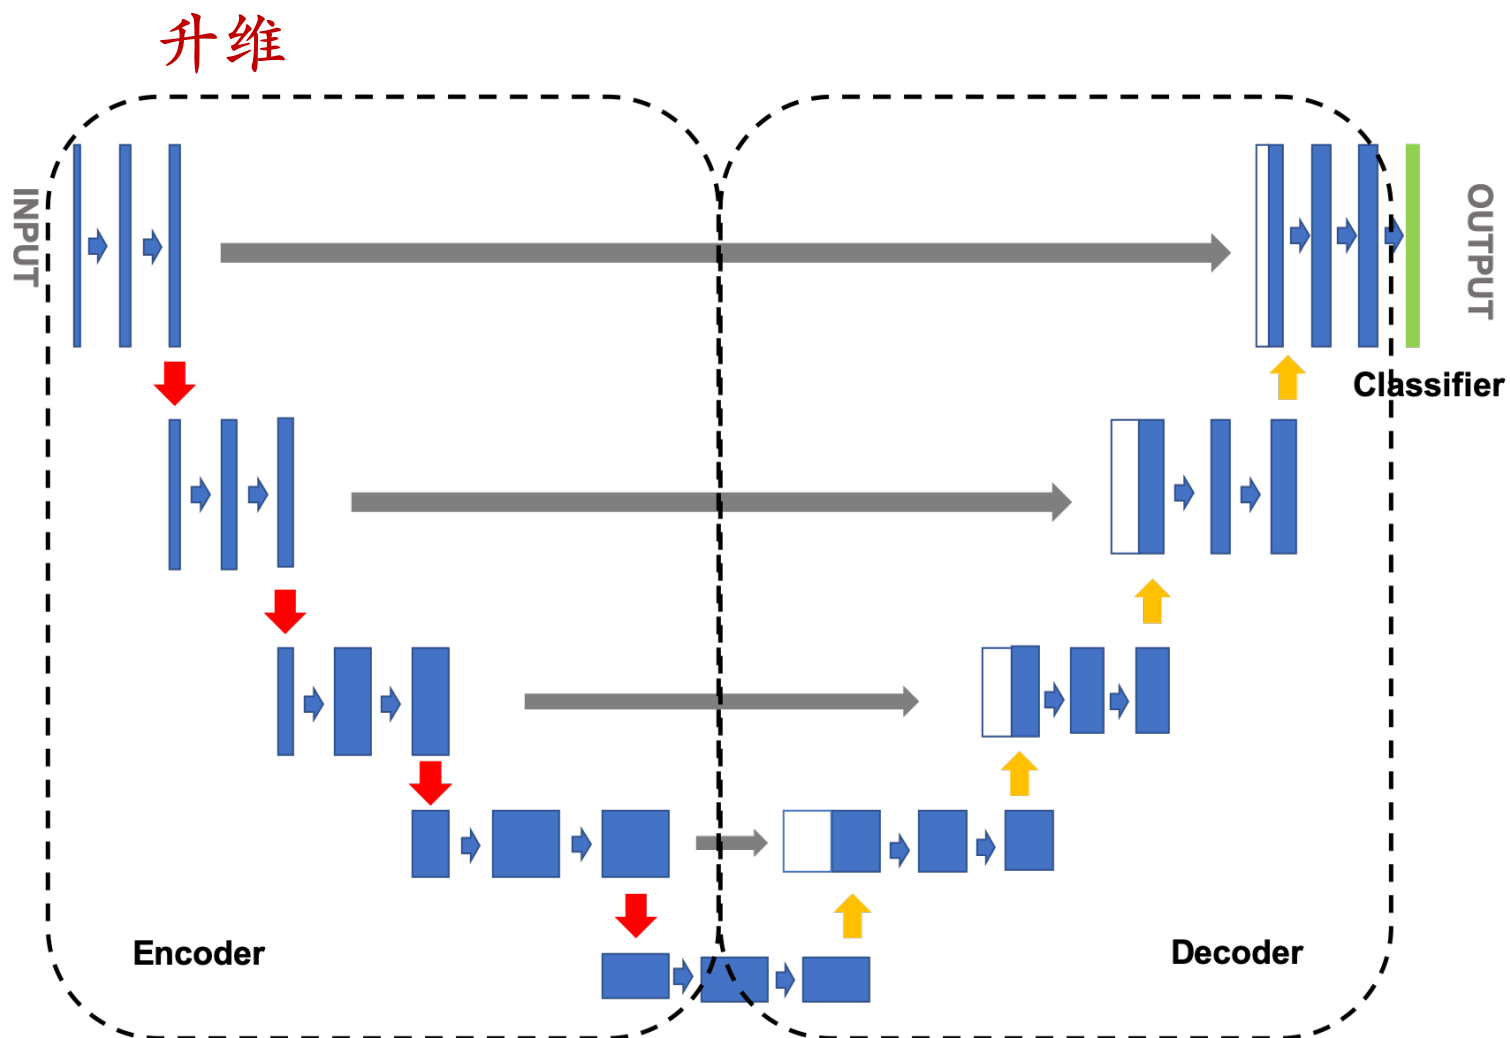 升维
INPUT
OUTPUT
Classifier
Encoder
Decoder